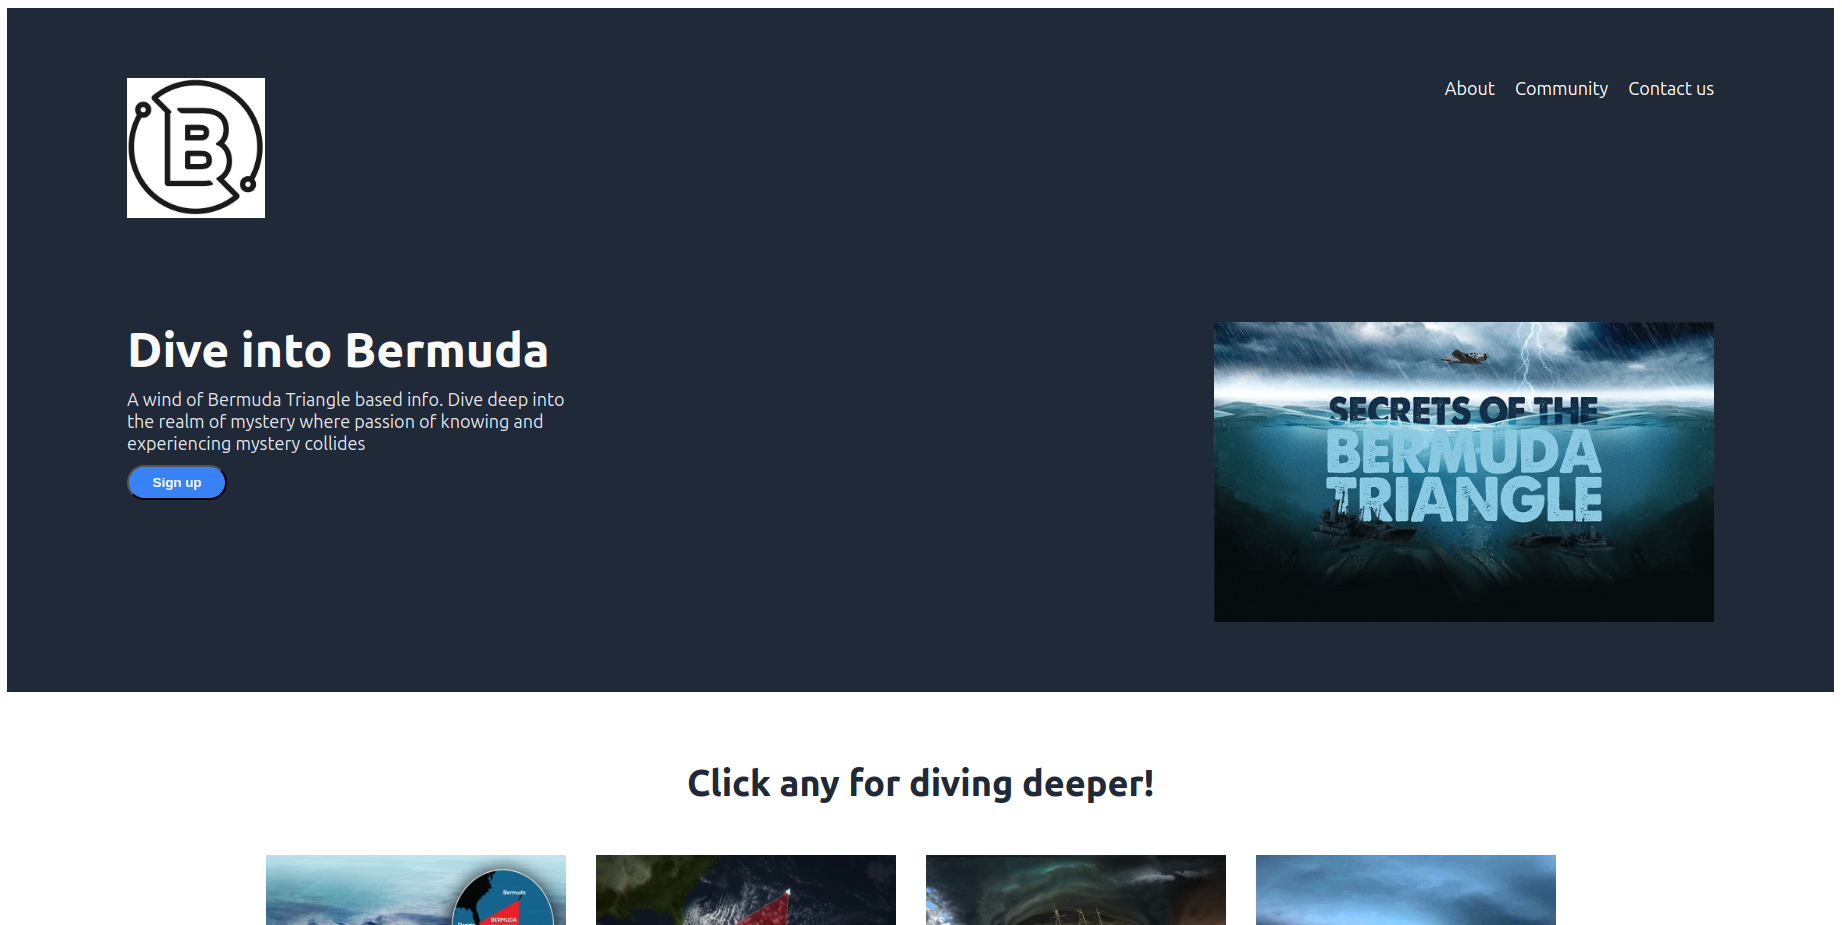 B
About Community Contact us
Dive into Bermuda
A wind of Bermuda Triangle based info. Dive deep into
the realm of mystery where passion of knowing and
experiencing mystery collides
Sign up
SECRETS OF THE
BERMUDA
TRIANGLE
Click any for diving deeper!
Bermuda
BERMUDA